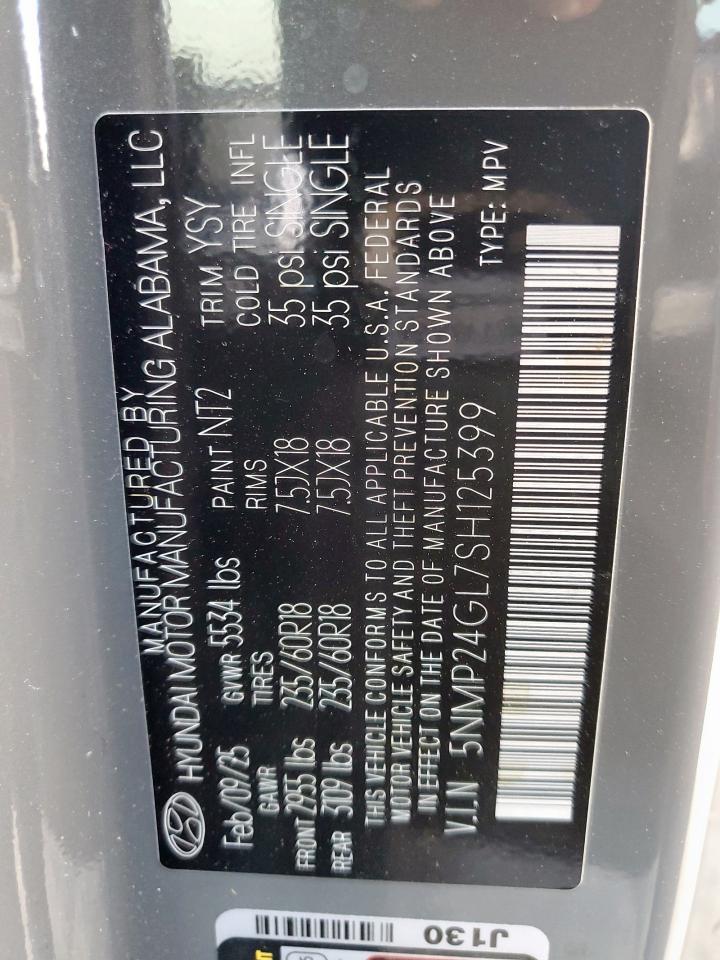 MANUFACTURED BY
HYUNDAI MOTOR MANUFACTURING ALABAMA, LLC
Feb/09/25 GVWR 5534 lbs PAINT NT2 TRIM YSY
GAWR TIRES RIMS COLD TIRE INFL
FRONT 2955 lbs 235/60R18 7.5JX18 35 psi SINGLE
REAR 3109 lbs 235/60R18 7.5JX18 35 psi SINGLE
THIS VEHICLE CONFORMS TO ALL APPLICABLE U.S.A. FEDERAL
MOTOR VEHICLE SAFETY AND THEFT PREVENTION STANDARDS
IN EFFECT ON THE DATE OF MANUFACTURE SHOWN ABOVE
V.I.N 5NMP24GL7SH125399 TYPE: MPV
J130